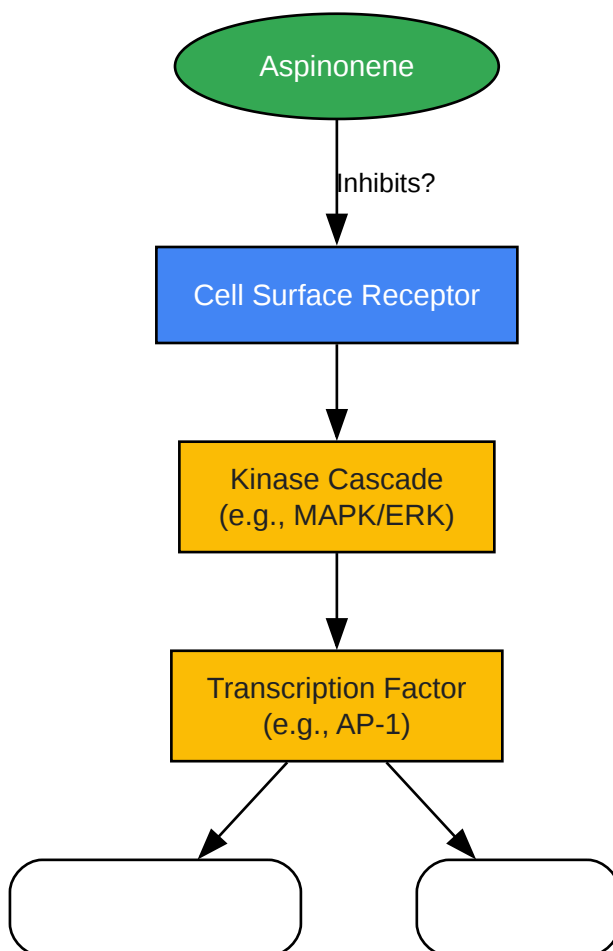 Aspinonene
Inhibits?
Cell Surface Receptor
Kinase Cascade
(e.g., MAPK/ERK)
Transcription Factor
(e.g., AP-1)